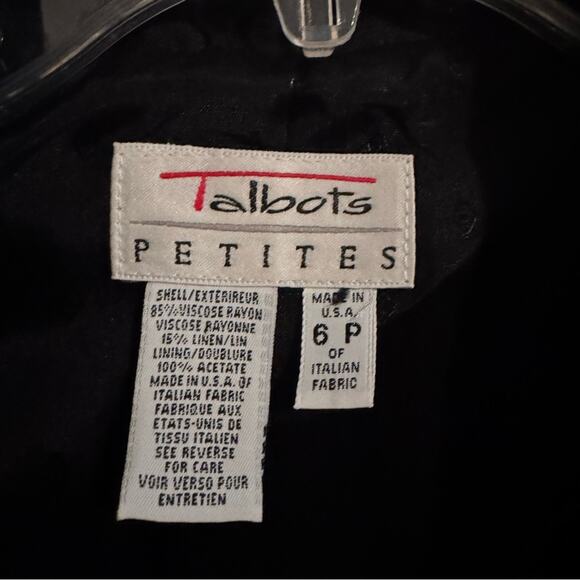 Talbots
PETITES
SHELL/EXTERIEUR
85% VISCOSE RAYON
VISCOSE RAYONNE
15% LINEN/LIN
LINING/DOUBLURE
100% ACETATE
MADE IN U.S.A. OF
ITALIAN FABRIC
FABRIQUE AUX
ETATS-UNIS DE
TISSU ITALIEN
SEE REVERSE
FOR CARE
VOIR VERSO POUR
ENTRETIEN
MADE IN
U.S.A.
6 P
OF
ITALIAN
FABRIC